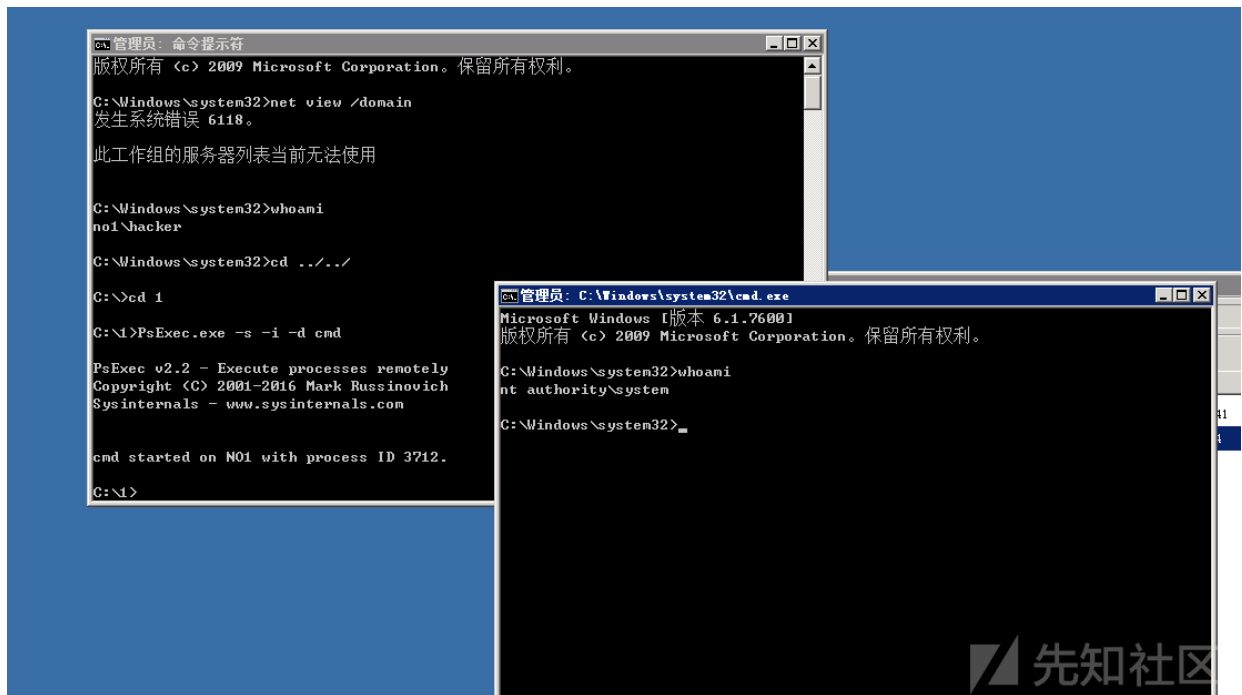 管理员: 命令提示符
版权所有 (c) 2009 Microsoft Corporation。保留所有权利。
C:\Windows\system32>net view /domain
发生系统错误 6118。
此工作组的服务器列表当前无法使用
C:\Windows\system32>whoami
no1\hacker
C:\Windows\system32>cd ../../
C:\>cd 1
C:\1>PsExec.exe -s -i -d cmd
PsExec v2.2 - Execute processes remotely
Copyright (C) 2001-2016 Mark Russinovich
Sysinternals - www.sysinternals.com
cmd started on NO1 with process ID 3712.
C:\1>
管理员: C:\Windows\system32\cmd.exe
Microsoft Windows [版本 6.1.7600]
版权所有 (c) 2009 Microsoft Corporation。保留所有权利。
C:\Windows\system32>whoami
nt authority\system
C:\Windows\system32>_
41
4
先知社区